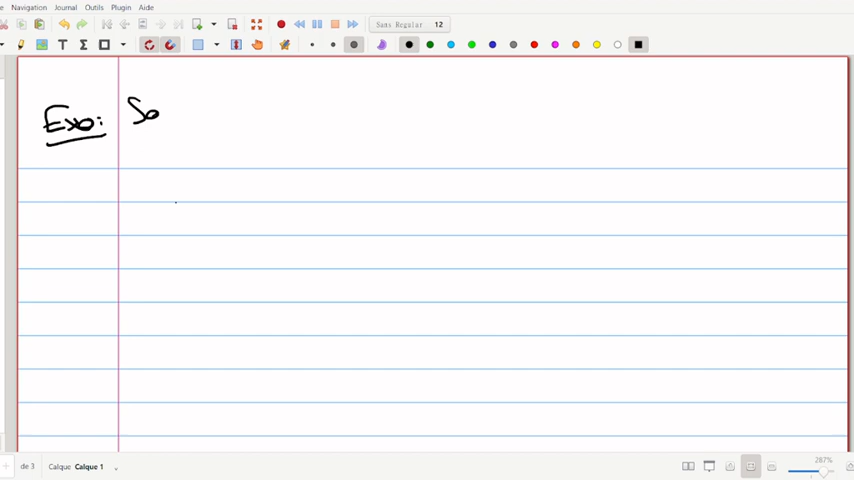 Navigation Journal Outils Plugin Aide
Sans Regular 12
Exo: So
de 3 Calque Calque 1
287%